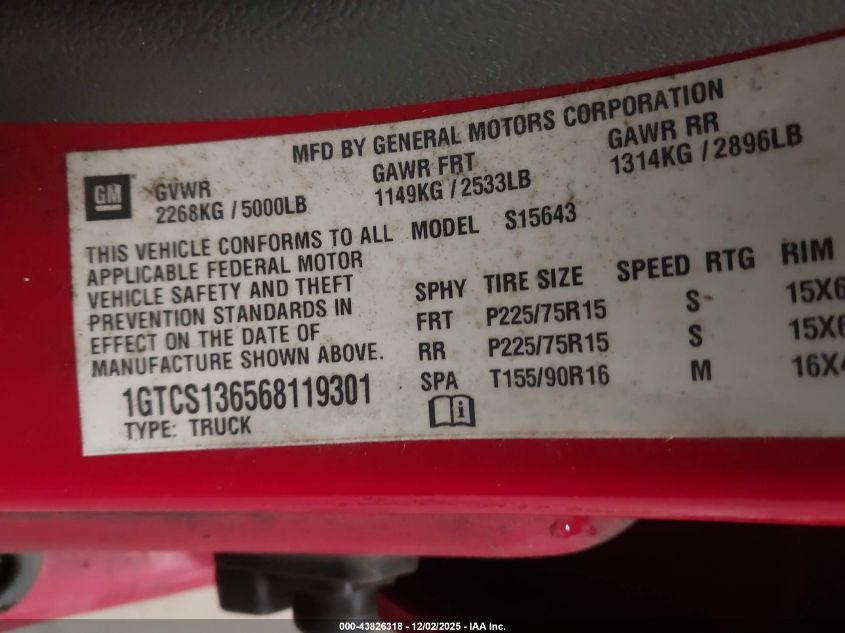 MFD BY GENERAL MOTORS CORPORATION
GM
GVWR
2268KG / 5000LB
GAWR FRT
1149KG / 2533LB
GAWR RR
1314KG / 2896LB
THIS VEHICLE CONFORMS TO ALL
APPLICABLE FEDERAL MOTOR
VEHICLE SAFETY AND THEFT
PREVENTION STANDARDS IN
EFFECT ON THE DATE OF
MANUFACTURE SHOWN ABOVE.
MODEL S15643
SPHY TIRE SIZE SPEED RTG RIM
FRT P225/75R15 S 15X6
RR P225/75R15 S 15X6
SPA T155/90R16 M 16X4
1GTCS136568119301
TYPE: TRUCK
i
000-43826318 - 12/02/2025 - IAA Inc.